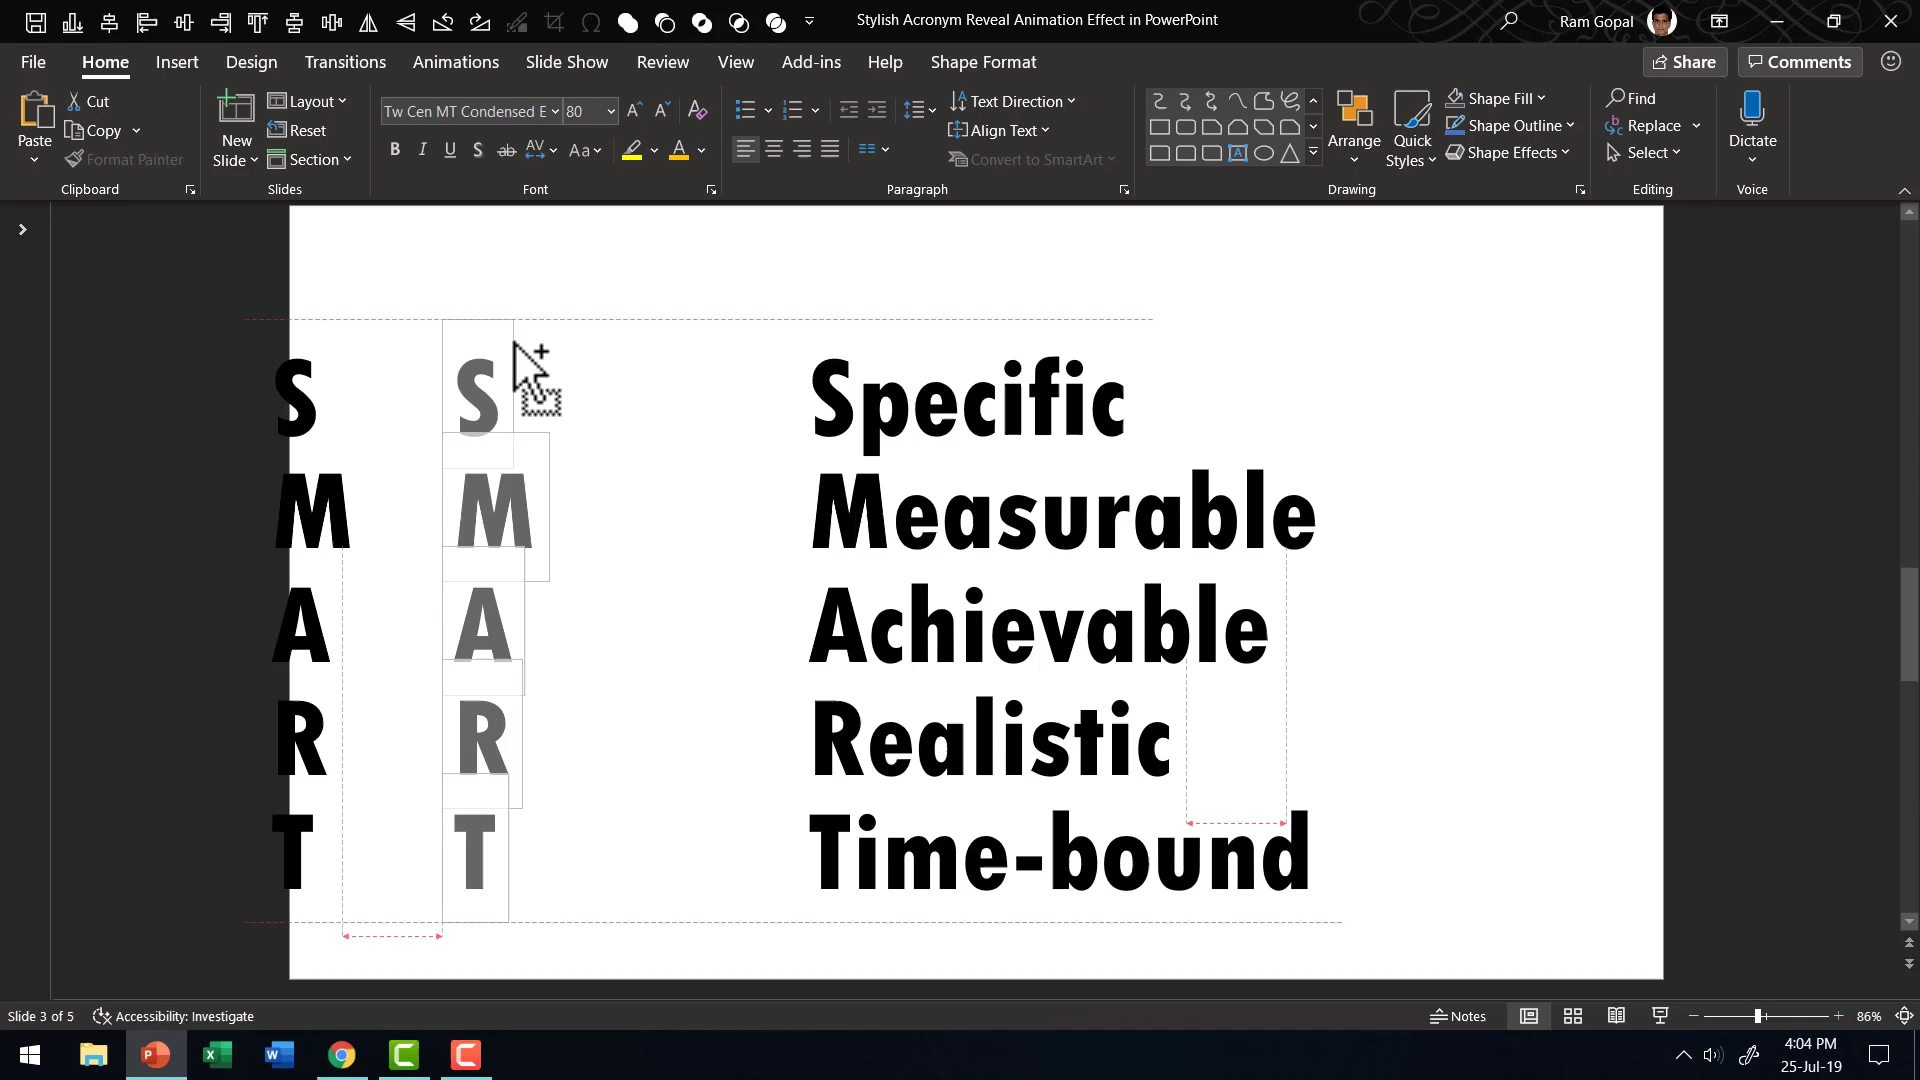 Stylish Acronym Reveal Animation Effect in PowerPoint
Ram Gopal
File Home Insert Design Transitions Animations Slide Show Review View Add-ins Help Shape Format Share Comments
Paste
Cut
Copy
Format Painter
Clipboard
New Slide
Layout
Reset
Section
Slides
Tw Cen MT Condensed E 80
B I U S ab AV Aa A
Font
Text Direction
Align Text
Convert to SmartArt
Paragraph
Arrange
Quick Styles
Shape Fill
Shape Outline
Shape Effects
Drawing
Find
Replace
Select
Editing
Dictate
Voice
S S Specific
M M Measurable
A A Achievable
R R Realistic
T T Time-bound
Slide 3 of 5 Accessibility: Investigate Notes 86%
4:04 PM
25-Jul-19